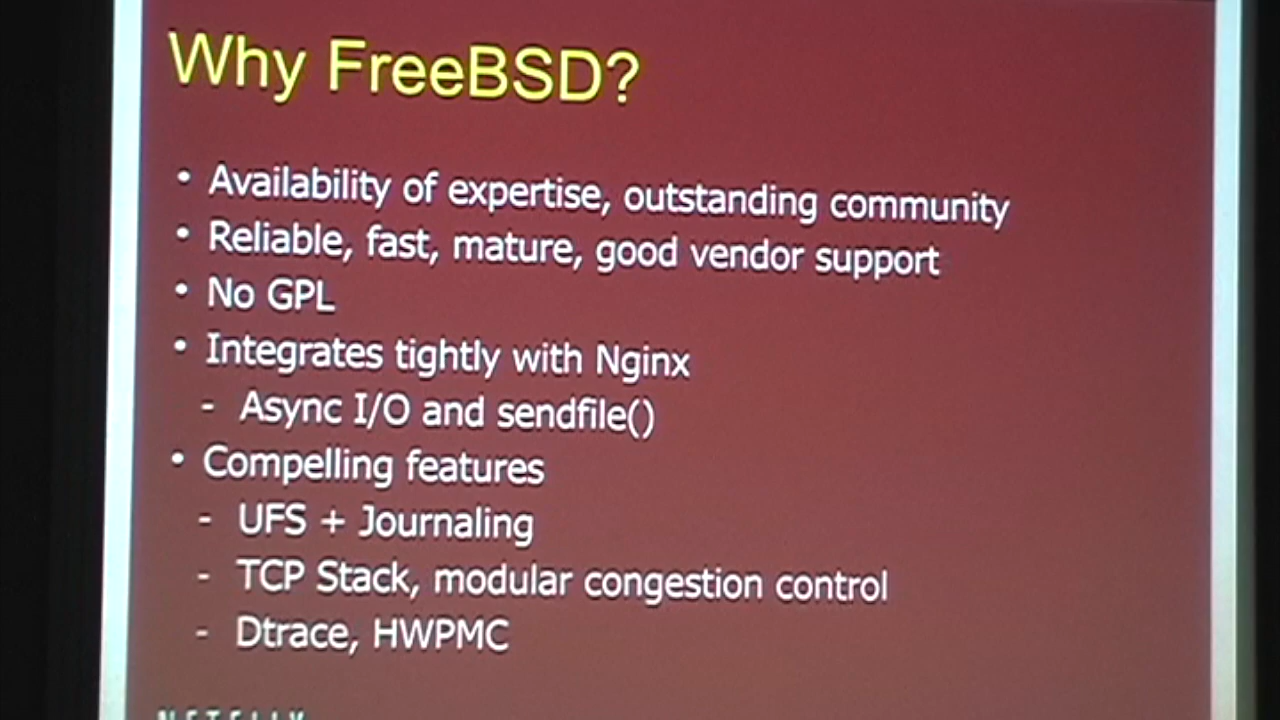 Why FreeBSD?
• Availability of expertise, outstanding community
• Reliable, fast, mature, good vendor support
• No GPL
• Integrates tightly with Nginx
- Async I/O and sendfile()
• Compelling features
- UFS + Journaling
- TCP Stack, modular congestion control
- Dtrace, HWPMC
NETFLIX